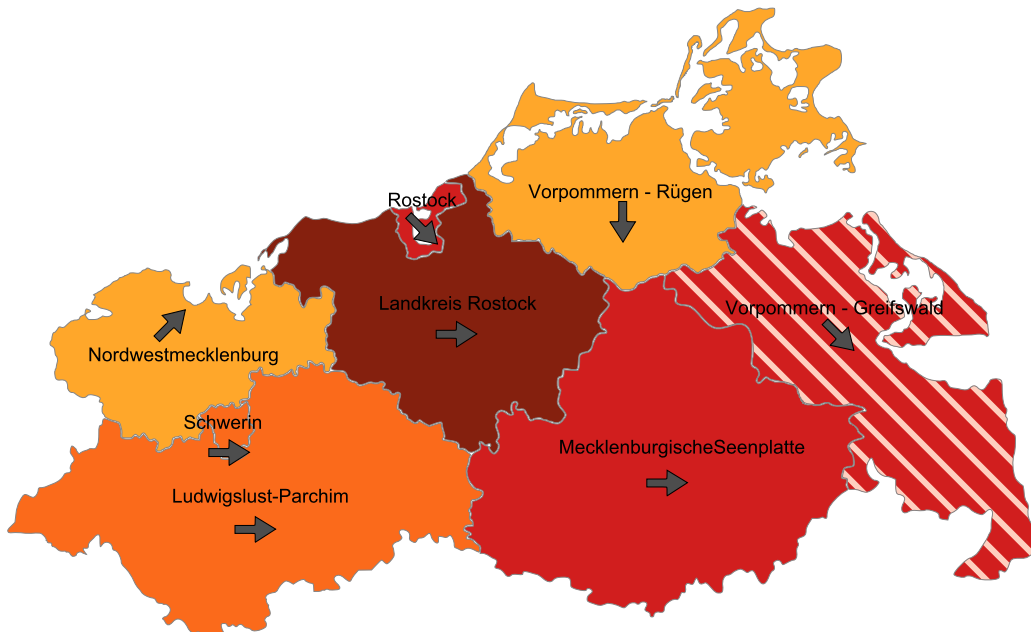 Vorpommern - Rügen
Rostock
Landkreis Rostock
Vorpommern - Greifswald
Nordwestmecklenburg
Schwerin
MecklenburgischeSeenplatte
Ludwigslust-Parchim